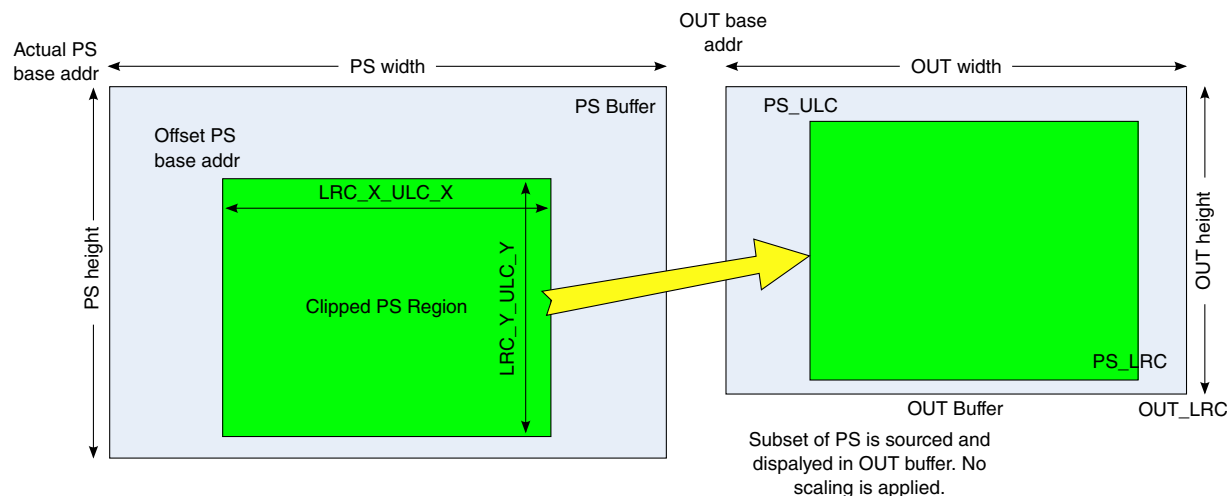 Actual PS
base addr
PS width
PS Buffer
Offset PS
base addr
LRC_X_ULC_X
PS height
LRC_Y_ULC_Y
Clipped PS Region
OUT base
addr
OUT width
PS_ULC
OUT height
PS_LRC
OUT Buffer
OUT_LRC
Subset of PS is sourced and
dispalyed in OUT buffer. No
scaling is applied.